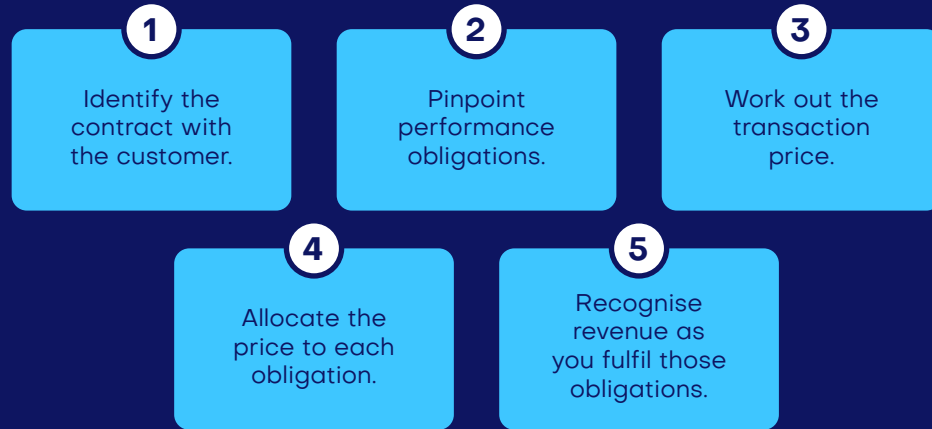 1
Identify the
contract with
the customer.
2
Pinpoint
performance
obligations.
3
Work out the
transaction
price.
4
Allocate the
price to each
obligation.
5
Recognise
revenue as
you fulfil those
obligations.